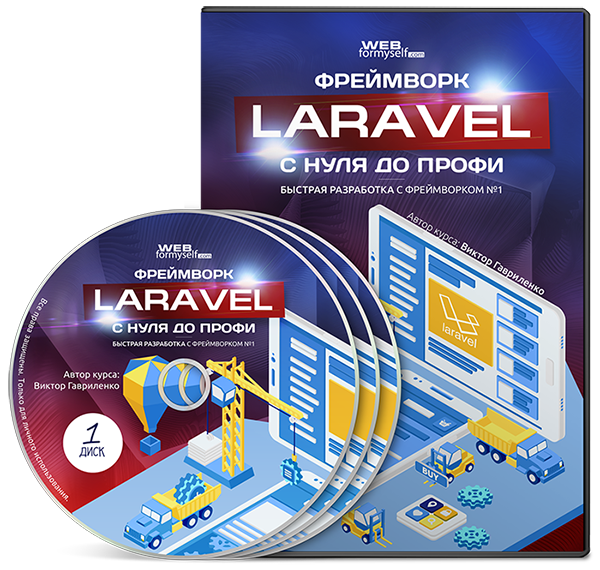 WEB
formyself.com
ФРЕЙМВОРК
LARAVEL
С НУЛЯ ДО ПРОФИ
БЫСТРАЯ РАЗРАБОТКА С ФРЕЙМВОРКОМ №1
Автор курса: Виктор Гавриленко
laravel
BUY
WEB
formyself.com
ФРЕЙМВОРК
LARAVEL
С НУЛЯ ДО ПРОФИ
БЫСТРАЯ РАЗРАБОТКА С ФРЕЙМВОРКОМ №1
Автор курса:
Виктор Гавриленко
1
ДИСК
Все права защищены. Только для личного использования.